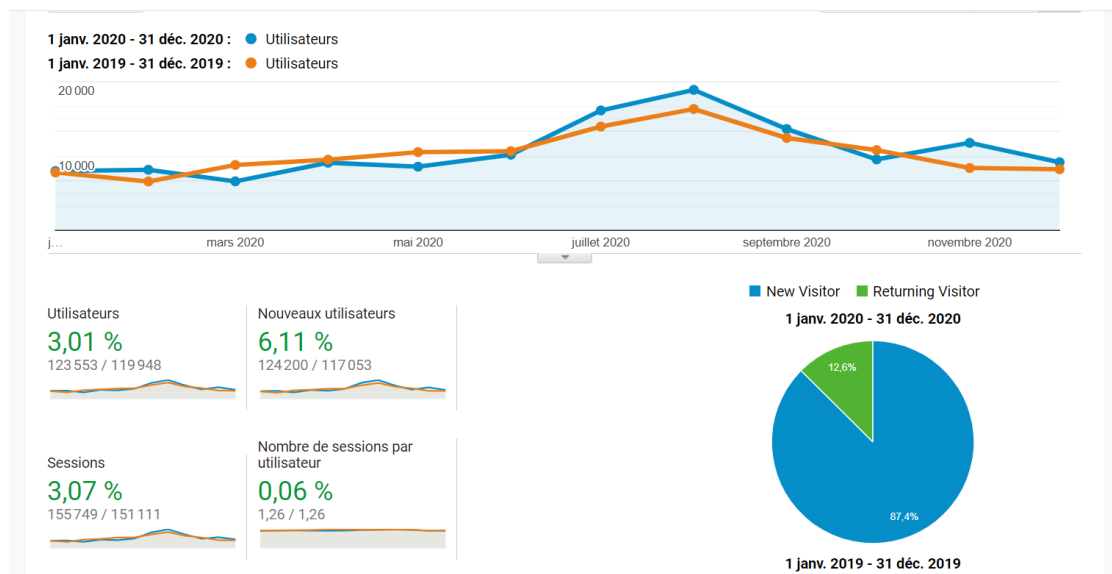 1 janv. 2020 - 31 déc. 2020 : Utilisateurs
1 janv. 2019 - 31 déc. 2019 : Utilisateurs
20 000
10 000
j… mars 2020 mai 2020 juillet 2020 septembre 2020 novembre 2020
New Visitor Returning Visitor
1 janv. 2020 - 31 déc. 2020
Utilisateurs
3,01 %
123 553 / 119 948
Nouveaux utilisateurs
6,11 %
124 200 / 117 053
12,6%
87,4%
Sessions
3,07 %
155 749 / 151 111
Nombre de sessions par
utilisateur
0,06 %
1,26 / 1,26
1 janv. 2019 - 31 déc. 2019